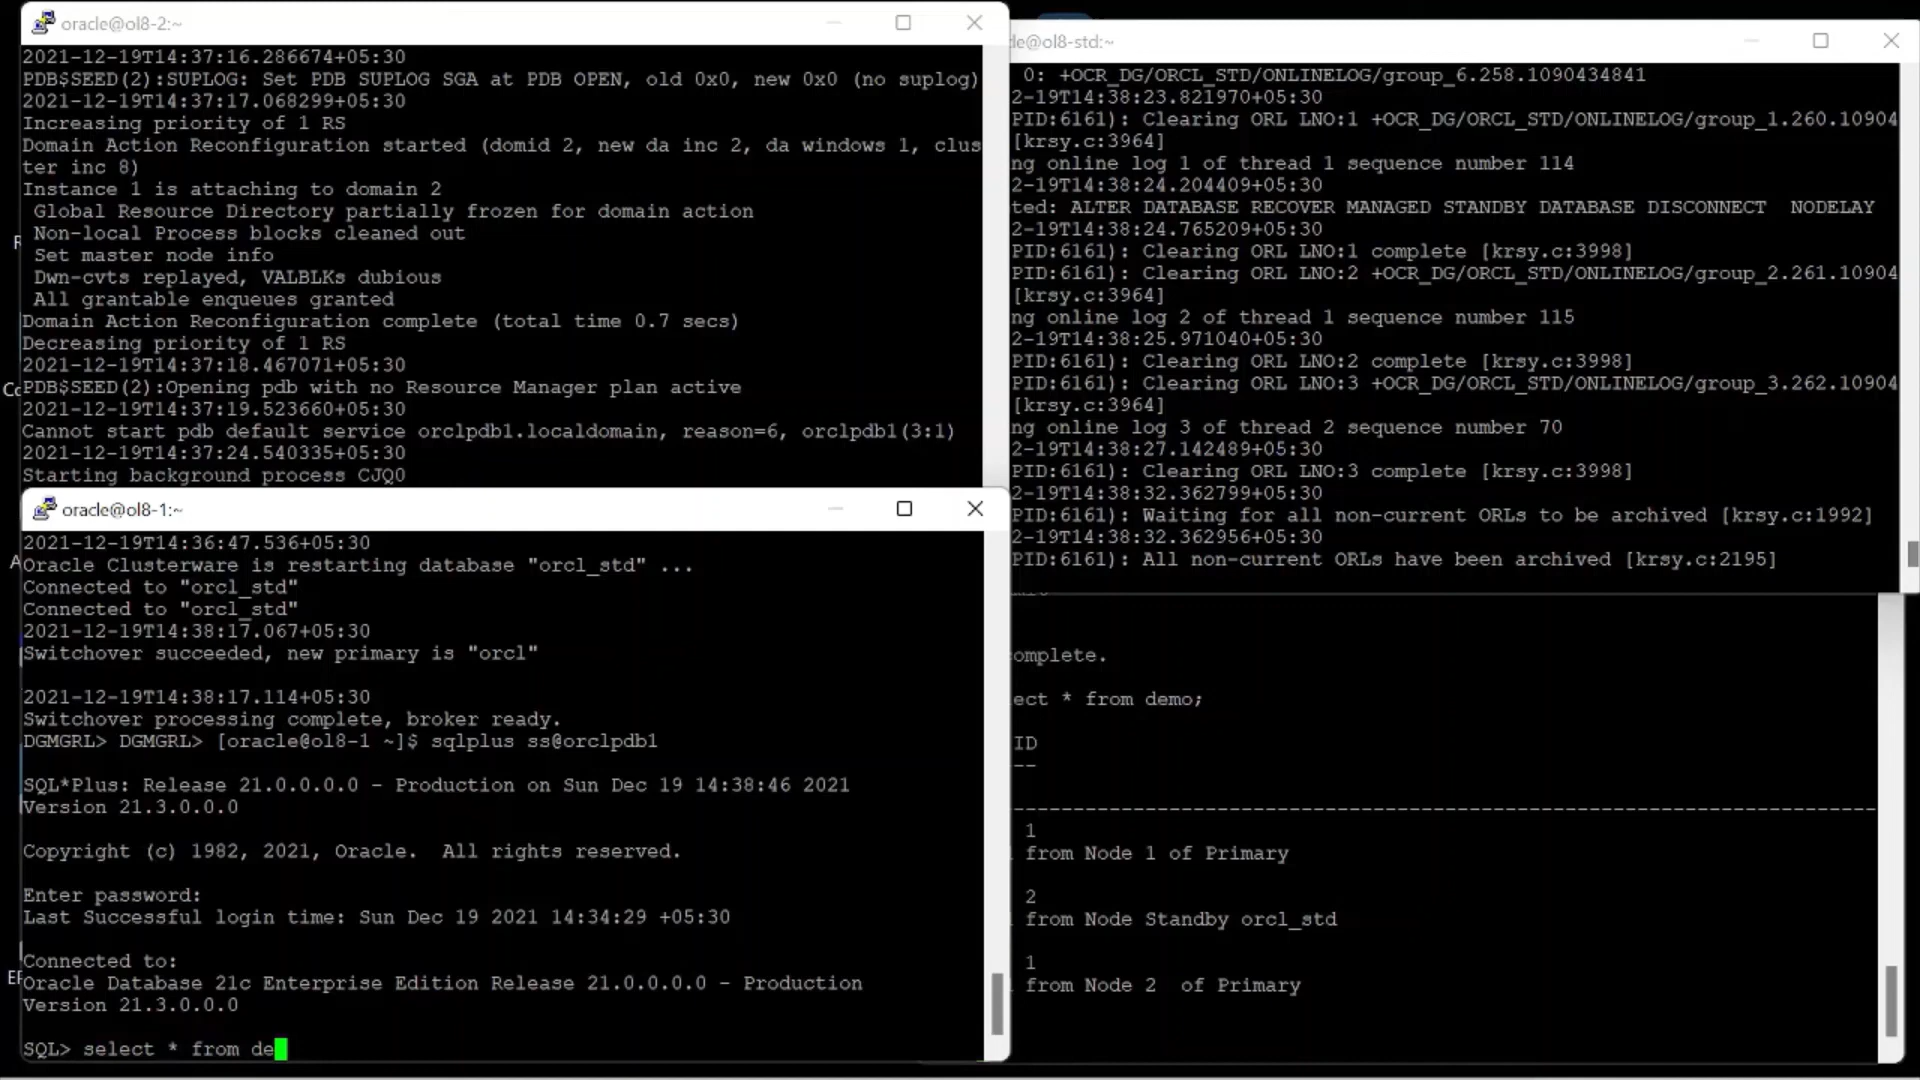 oracle@ol8-2:~
2021-12-19T14:37:16.286674+05:30
PDB$SEED(2):SUPLOG: Set PDB SUPLOG SGA at PDB OPEN, old 0x0, new 0x0 (no suplog)
2021-12-19T14:37:17.068299+05:30
Increasing priority of 1 RS
Domain Action Reconfiguration started (domid 2, new da inc 2, da windows 1, clus
ter inc 8)
Instance 1 is attaching to domain 2
Global Resource Directory partially frozen for domain action
Non-local Process blocks cleaned out
Set master node info
Dwn-cvts replayed, VALBLKs dubious
All grantable enqueues granted
Domain Action Reconfiguration complete (total time 0.7 secs)
Decreasing priority of 1 RS
2021-12-19T14:37:18.467071+05:30
PDB$SEED(2):Opening pdb with no Resource Manager plan active
2021-12-19T14:37:19.523660+05:30
Cannot start pdb default service orclpdb1.localdomain, reason=6, orclpdb1(3:1)
2021-12-19T14:37:24.540335+05:30
Starting background process CJQ0
oracle@ol8-1:~
2021-12-19T14:36:47.536+05:30
Oracle Clusterware is restarting database "orcl_std" ...
Connected to "orcl_std"
Connected to "orcl_std"
2021-12-19T14:38:17.067+05:30
Switchover succeeded, new primary is "orcl"
2021-12-19T14:38:17.114+05:30
Switchover processing complete, broker ready.
DGMGRL> DGMGRL> [oracle@ol8-1 ~]$ sqlplus ss@orclpdb1
SQL*Plus: Release 21.0.0.0.0 - Production on Sun Dec 19 14:38:46 2021
Version 21.3.0.0.0
Copyright (c) 1982, 2021, Oracle.  All rights reserved.
Enter password:
Last Successful login time: Sun Dec 19 2021 14:34:29 +05:30
Connected to:
Oracle Database 21c Enterprise Edition Release 21.0.0.0.0 - Production
Version 21.3.0.0.0
SQL> select * from de
de@ol8-std:~
0: +OCR_DG/ORCL_STD/ONLINELOG/group_6.258.1090434841
2-19T14:38:23.821970+05:30
PID:6161): Clearing ORL LNO:1 +OCR_DG/ORCL_STD/ONLINELOG/group_1.260.10904
[krsy.c:3964]
ng online log 1 of thread 1 sequence number 114
2-19T14:38:24.204409+05:30
ted: ALTER DATABASE RECOVER MANAGED STANDBY DATABASE DISCONNECT  NODELAY
2-19T14:38:24.765209+05:30
PID:6161): Clearing ORL LNO:1 complete [krsy.c:3998]
PID:6161): Clearing ORL LNO:2 +OCR_DG/ORCL_STD/ONLINELOG/group_2.261.10904
[krsy.c:3964]
ng online log 2 of thread 1 sequence number 115
2-19T14:38:25.971040+05:30
PID:6161): Clearing ORL LNO:2 complete [krsy.c:3998]
PID:6161): Clearing ORL LNO:3 +OCR_DG/ORCL_STD/ONLINELOG/group_3.262.10904
[krsy.c:3964]
ng online log 3 of thread 2 sequence number 70
2-19T14:38:27.142489+05:30
PID:6161): Clearing ORL LNO:3 complete [krsy.c:3998]
2-19T14:38:32.362799+05:30
PID:6161): Waiting for all non-current ORLs to be archived [krsy.c:1992]
2-19T14:38:32.362956+05:30
PID:6161): All non-current ORLs have been archived [krsy.c:2195]
omplete.
ect * from demo;
ID
--
------------------------------------------------------------------------
1
from Node 1 of Primary
2
from Node Standby orcl_std
1
from Node 2  of Primary